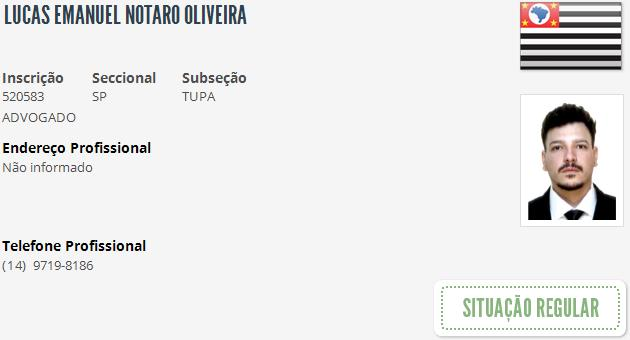 LUCAS EMANUEL NOTARO OLIVEIRA
Inscrição Seccional Subseção
520583 SP TUPA
ADVOGADO
Endereço Profissional
Não informado
Telefone Profissional
(14) 9719-8186
SITUAÇÃO REGULAR